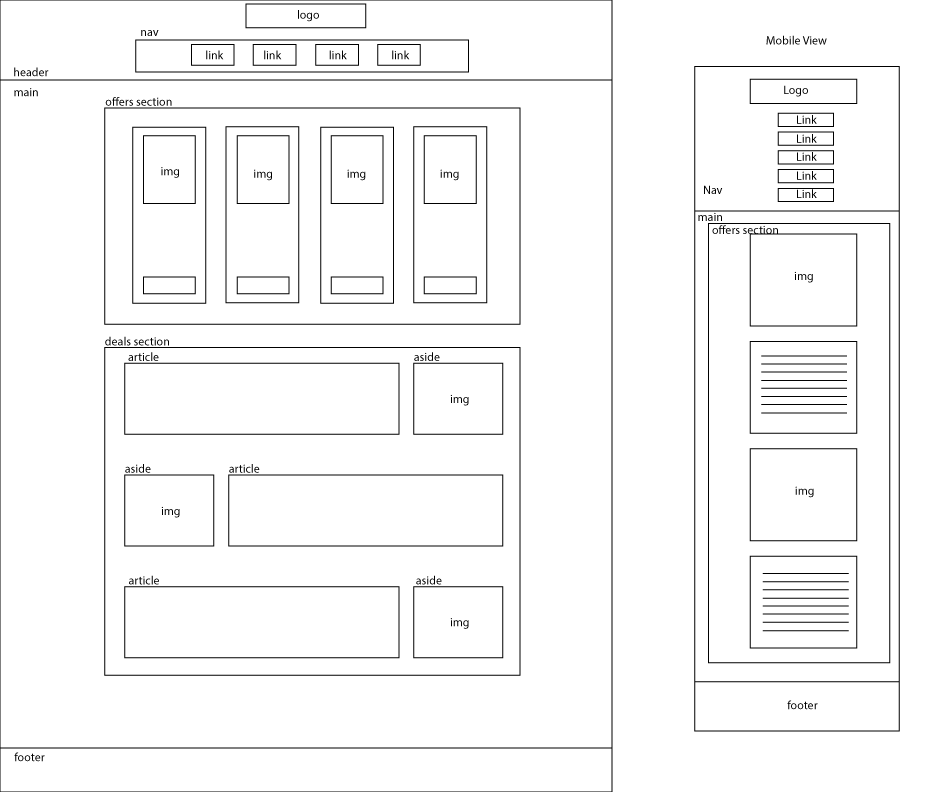 logo
nav
link link link link
header
main
offers section
img img img img
deals section
article aside
img
aside article
img
article aside
img
footer
Mobile View
Logo
Link
Link
Link
Link
Link
Nav
main
offers section
img
img
footer